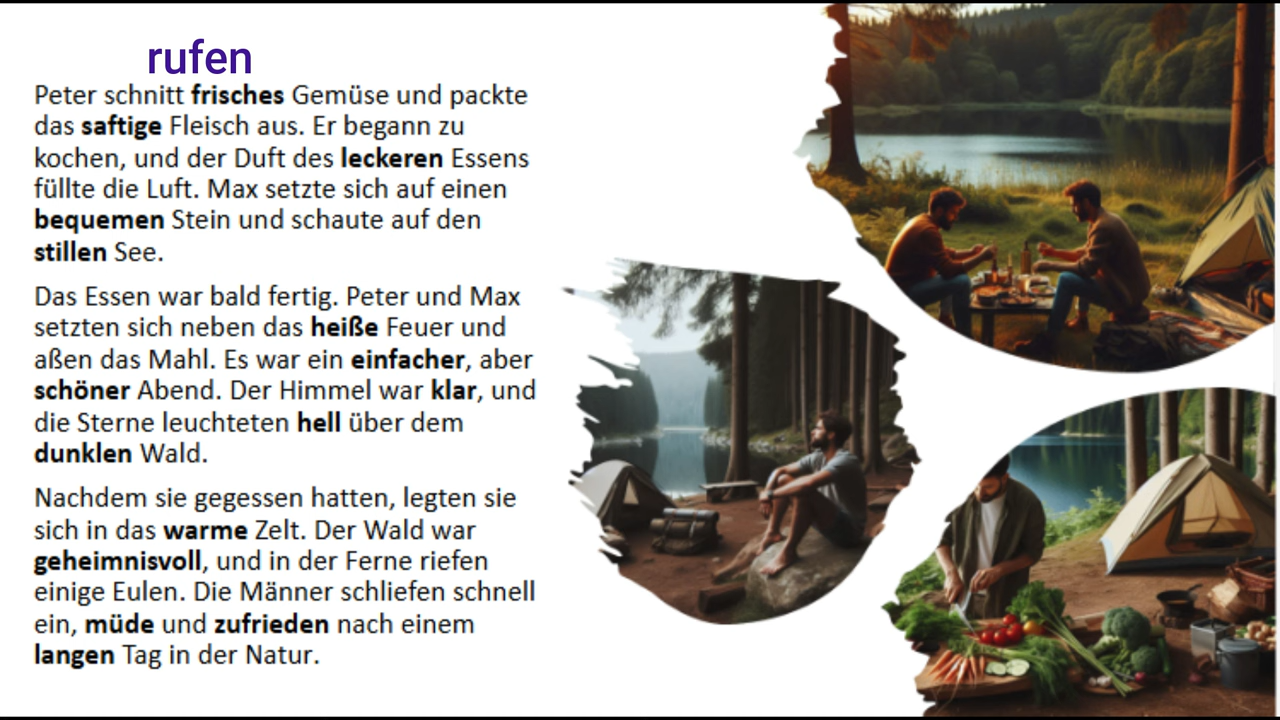 rufen
Peter schnitt frisches Gemüse und packte
das saftige Fleisch aus. Er begann zu
kochen, und der Duft des leckeren Essens
füllte die Luft. Max setzte sich auf einen
bequemen Stein und schaute auf den
stillen See.
Das Essen war bald fertig. Peter und Max
setzten sich neben das heiße Feuer und
aßen das Mahl. Es war ein einfacher, aber
schöner Abend. Der Himmel war klar, und
die Sterne leuchteten hell über dem
dunklen Wald.
Nachdem sie gegessen hatten, legten sie
sich in das warme Zelt. Der Wald war
geheimnisvoll, und in der Ferne riefen
einige Eulen. Die Männer schliefen schnell
ein, müde und zufrieden nach einem
langen Tag in der Natur.